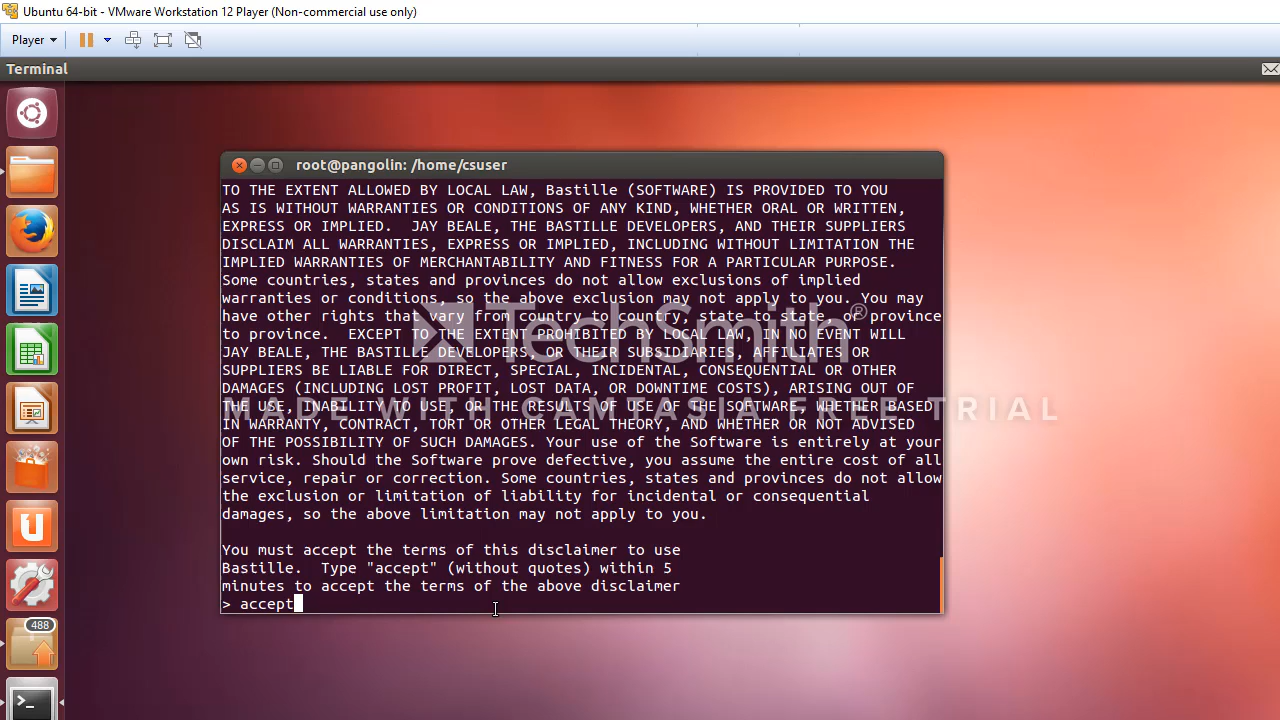 Ubuntu 64-bit - VMware Workstation 12 Player (Non-commercial use only)
Player
Terminal
root@pangolin: /home/csuser
TO THE EXTENT ALLOWED BY LOCAL LAW, Bastille (SOFTWARE) IS PROVIDED TO YOU
AS IS WITHOUT WARRANTIES OR CONDITIONS OF ANY KIND, WHETHER ORAL OR WRITTEN,
EXPRESS OR IMPLIED.  JAY BEALE, THE BASTILLE DEVELOPERS, AND THEIR SUPPLIERS
DISCLAIM ALL WARRANTIES, EXPRESS OR IMPLIED, INCLUDING WITHOUT LIMITATION THE
IMPLIED WARRANTIES OF MERCHANTABILITY AND FITNESS FOR A PARTICULAR PURPOSE.
Some countries, states and provinces do not allow exclusions of implied
warranties or conditions, so the above exclusion may not apply to you. You may
have other rights that vary from country to country, state to state, or province
to province.  EXCEPT TO THE EXTENT PROHIBITED BY LOCAL LAW, IN NO EVENT WILL
JAY BEALE, THE BASTILLE DEVELOPERS, OR THEIR SUBSIDIARIES, AFFILIATES OR
SUPPLIERS BE LIABLE FOR DIRECT, SPECIAL, INCIDENTAL, CONSEQUENTIAL OR OTHER
DAMAGES (INCLUDING LOST PROFIT, LOST DATA, OR DOWNTIME COSTS), ARISING OUT OF
THE USE, INABILITY TO USE, OR THE RESULTS OF USE OF THE SOFTWARE, WHETHER BASED
IN WARRANTY, CONTRACT, TORT OR OTHER LEGAL THEORY, AND WHETHER OR NOT ADVISED
OF THE POSSIBILITY OF SUCH DAMAGES. Your use of the Software is entirely at your
own risk. Should the Software prove defective, you assume the entire cost of all
service, repair or correction. Some countries, states and provinces do not allow
the exclusion or limitation of liability for incidental or consequential
damages, so the above limitation may not apply to you.
You must accept the terms of this disclaimer to use
Bastille.  Type "accept" (without quotes) within 5
minutes to accept the terms of the above disclaimer
> accept
TechSmith®
MADE WITH CAMTASIA FREE TRIAL
488